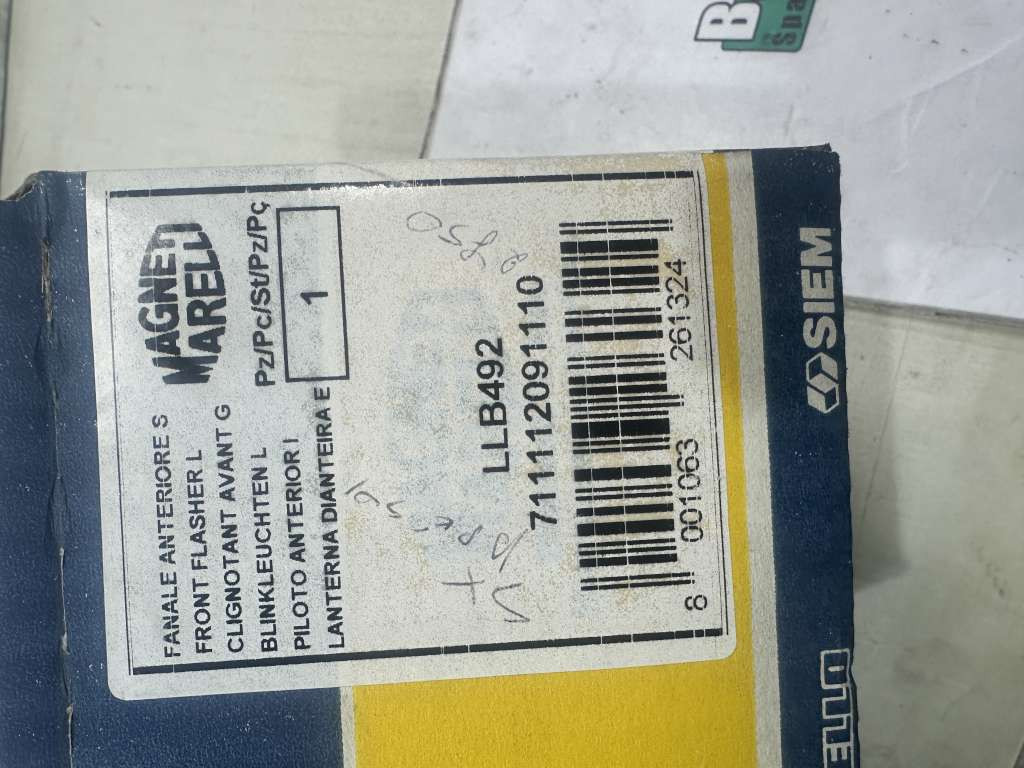 MAGNETI
MARELLI
FANALE ANTERIORE S
FRONT FLASHER L
CLIGNOTANT AVANT G
BLINKLEUCHTEN L
PILOTO ANTERIOR I
LANTERNA DIANTEIRA E
Pz/Pc/St/Pz/Pç
1
LLB492
711112091110
8 001063 261324
SIEM